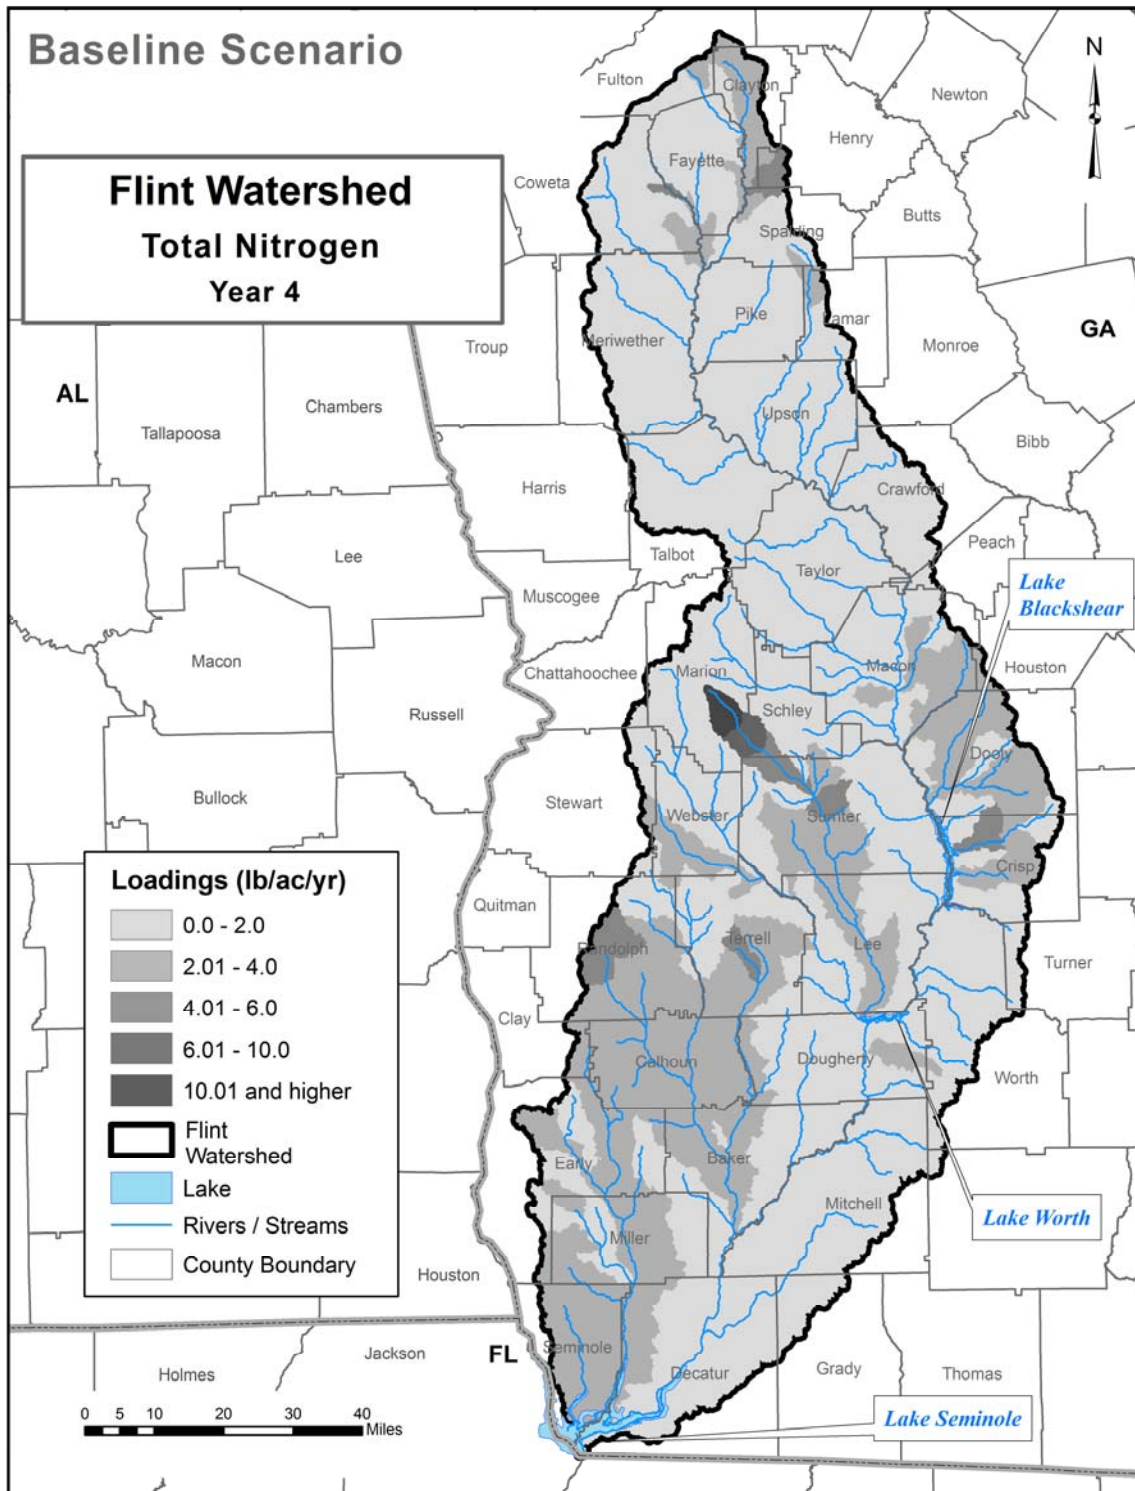 Baseline Scenario
N
Flint Watershed
Total Nitrogen
Year 4
Fulton
Clayton
Newton
Henry
Fayette
Coweta
Butts
Spalding
Troup
Meriwether
Pike
Lamar
Monroe
GA
AL
Chambers
Tallapoosa
Upson
Bibb
Harris
Crawford
Lee
Talbot
Peach
Taylor
Lake
Blackshear
Muscogee
Macon
Chattahoochee
Marion
Macon
Houston
Russell
Schley
Dooly
Bullock
Stewart
Webster
Sumter
Crisp
Loadings (lb/ac/yr)
0.0 - 2.0
2.01 - 4.0
4.01 - 6.0
6.01 - 10.0
10.01 and higher
Flint
Watershed
Lake
Rivers / Streams
County Boundary
Quitman
Randolph
Terrell
Lee
Turner
Clay
Calhoun
Dougherty
Worth
Early
Baker
Mitchell
Lake Worth
Miller
Houston
Seminole
FL
Decatur
Grady
Thomas
Holmes
Jackson
Lake Seminole
0 5 10 20 30 40
Miles